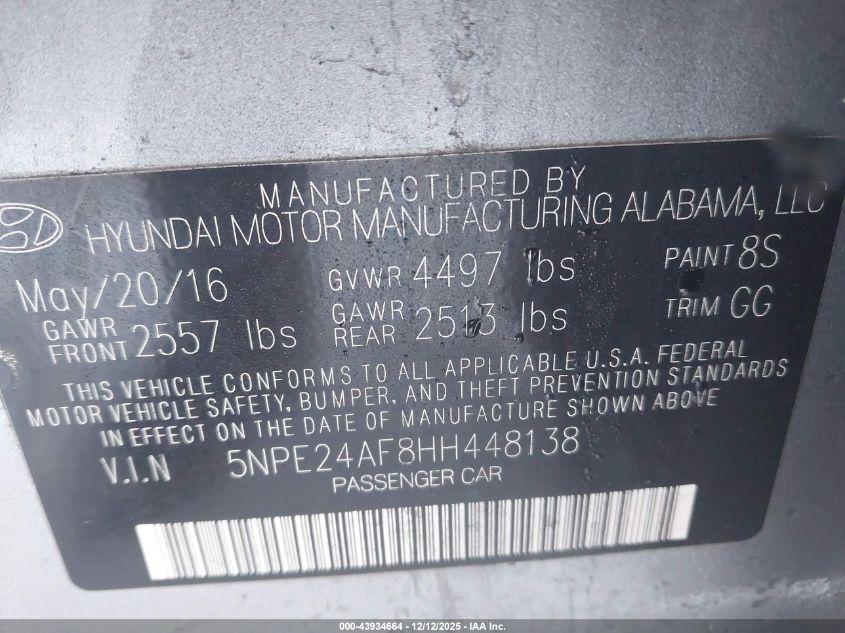 MANUFACTURED BY
HYUNDAI MOTOR MANUFACTURING ALABAMA, LLC
May/20/16 GVWR 4497 lbs PAINT 8S
GAWR FRONT 2557 lbs GAWR REAR 2513 lbs TRIM GG
THIS VEHICLE CONFORMS TO ALL APPLICABLE U.S.A. FEDERAL
MOTOR VEHICLE SAFETY, BUMPER, AND THEFT PREVENTION STANDARDS
IN EFFECT ON THE DATE OF MANUFACTURE SHOWN ABOVE
V.I.N 5NPE24AF8HH448138
PASSENGER CAR
000-43934664 - 12/12/2025 - IAA Inc.